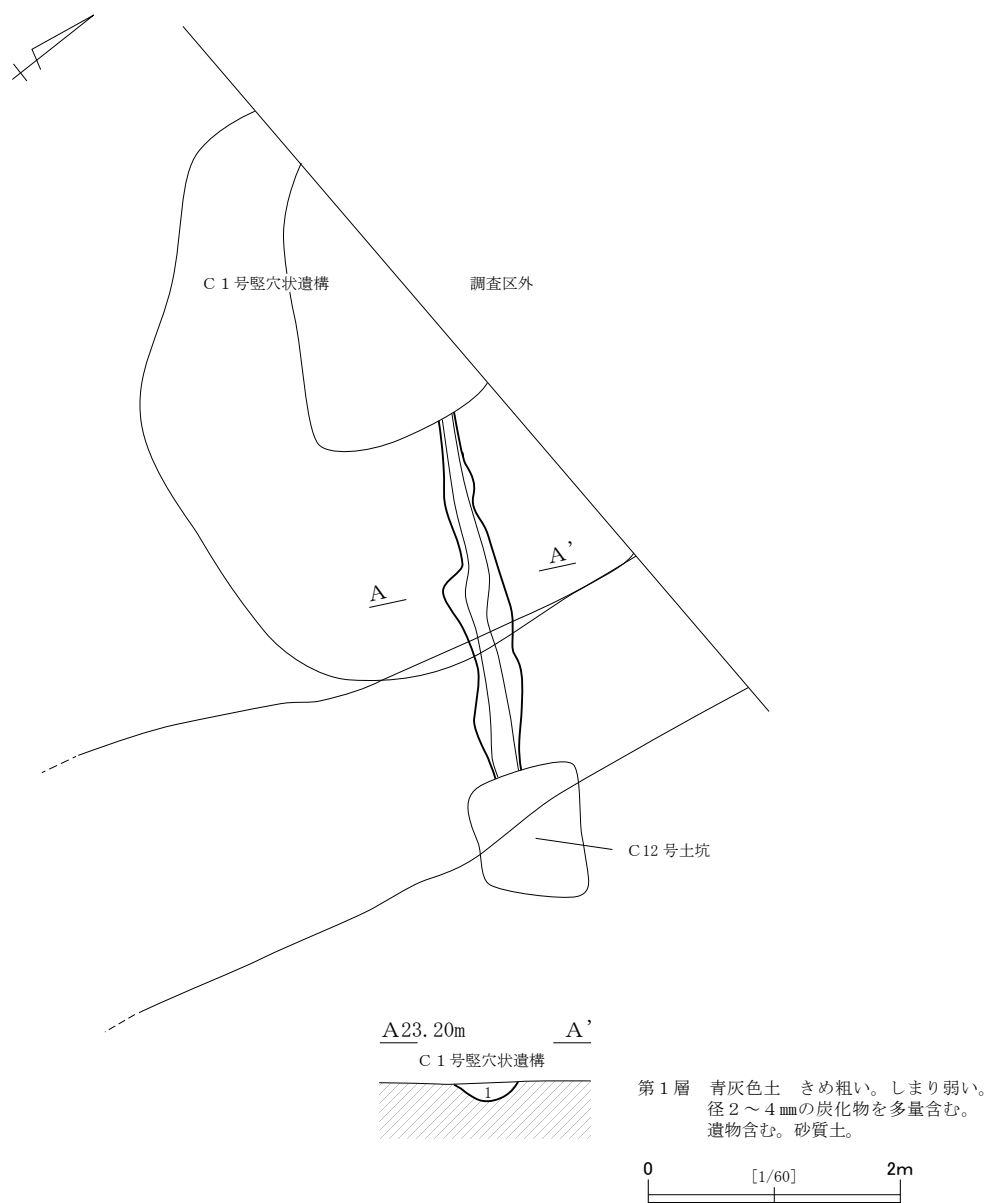 C1号竪穴状遺構
調査区外
A
A’
C12号土坑
A23.20m
A’
C1号竪穴状遺構
1
第1層 青灰色土 きめ粗い。しまり弱い。
径2～4㎜の炭化物を多量含む。
遺物含む。砂質土。
0
[1/60]
2m